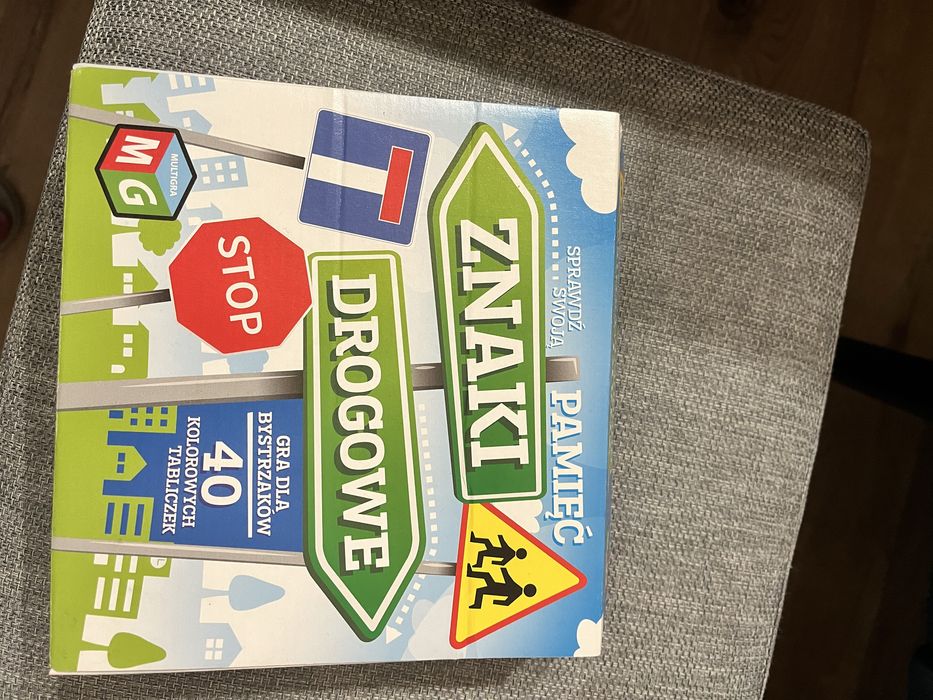 SPRAWDŹ
SWOJĄ
PAMIĘĆ
ZNAKI
DROGOWE
STOP
GRA DLA
BYSTRZAKÓW
40
KOLOROWYCH
TABLICZEK
MULTIGRA
M G